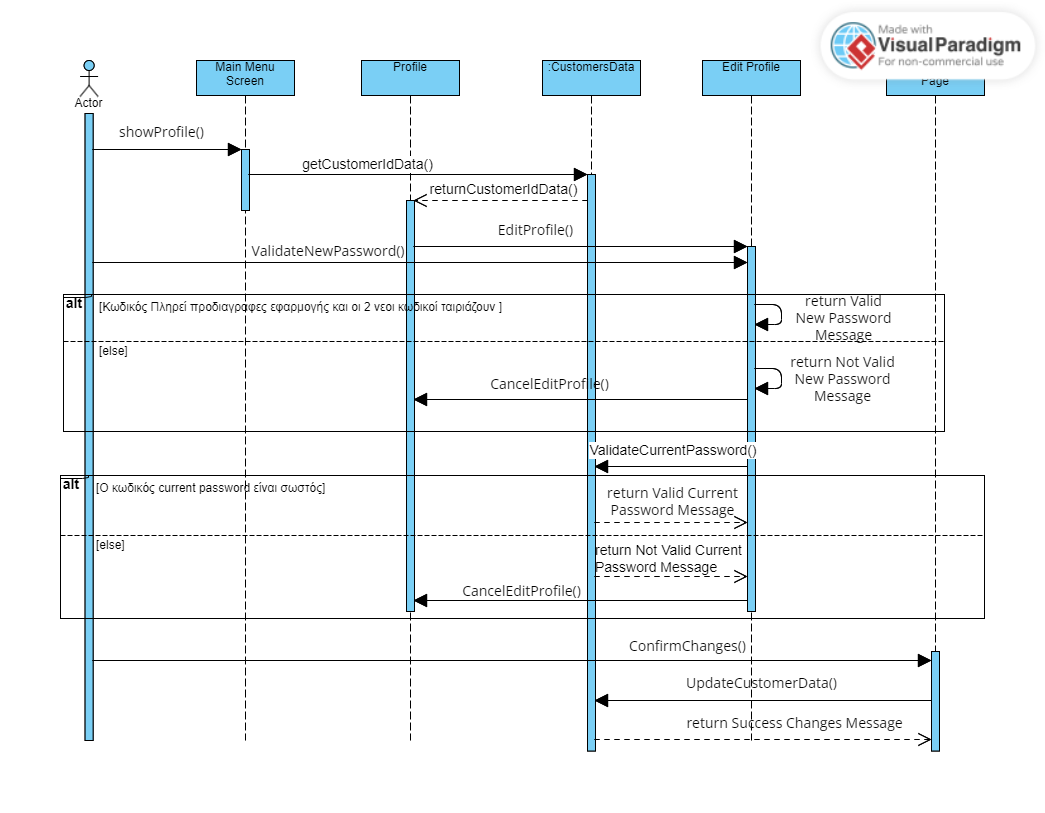 Made with
Visual Paradigm
For non-commercial use
Main Menu
Screen
Profile
:CustomersData
Edit Profile
Page
Actor
showProfile()
getCustomerIdData()
returnCustomerIdData()
EditProfile()
ValidateNewPassword()
alt
[Κωδικός Πληρεί προδιαγραφες εφαρμογής και οι 2 νεοι κωδικοί ταιριάζουν ]
return Valid
New Password
Message
[else]
return Not Valid
New Password
Message
CancelEditProfile()
ValidateCurrentPassword()
alt
[Ο κωδικός current password είναι σωστός]
return Valid Current
Password Message
[else]
return Not Valid Current
Password Message
CancelEditProfile()
ConfirmChanges()
UpdateCustomerData()
return Success Changes Message